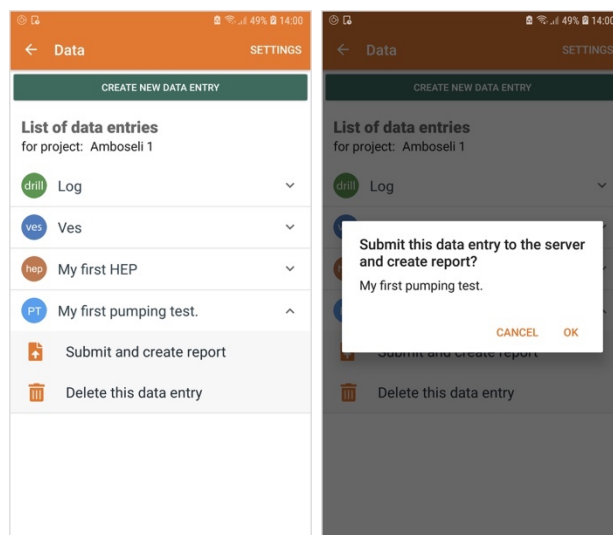 49% 14:00
Data SETTINGS
CREATE NEW DATA ENTRY
List of data entries
for project: Amboseli 1
drill Log
ves Ves
hep My first HEP
PT My first pumping test.
Submit and create report
Delete this data entry
49% 14:00
Data SETTINGS
CREATE NEW DATA ENTRY
List of data entries
for project: Amboseli 1
drill Log
Submit this data entry to the server
and create report?
My first pumping test.
CANCEL OK
Submit and create report
Delete this data entry